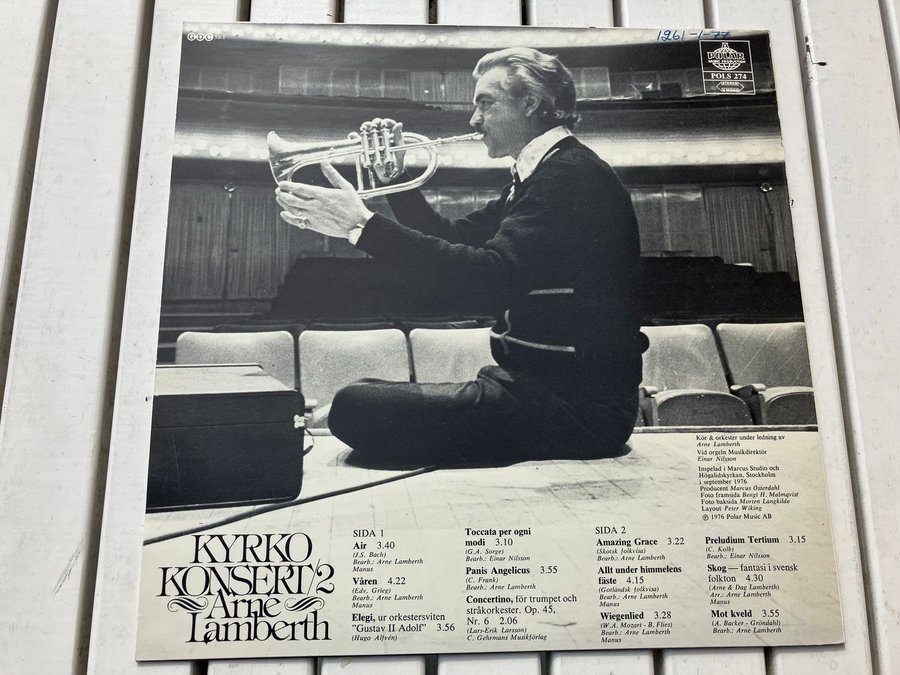 GDC
1261-1-77
A
POLAR
MUSIC PRODUCTION
POLS 274
STEREO
KYRKO
KONSERT/2
Arne
Lamberth
SIDA 1
Air 3.40
(J.S. Bach)
Bearb.: Arne Lamberth
Manus
Våren 4.22
(Edv. Grieg)
Bearb.: Arne Lamberth
Manus
Elegi, ur orkestersviten
"Gustav II Adolf" 3.56
(Hugo Alfvén)
Toccata per ogni
modi 3.10
(G.A. Sorge)
Bearb.: Einar Nilsson
Panis Angelicus 3.55
(C. Frank)
Bearb.: Arne Lamberth
Concertino, för trumpet och
stråkorkester. Op. 45,
Nr. 6 2.06
(Lars-Erik Larsson)
C. Gehrmans Musikförlag
SIDA 2
Amazing Grace 3.22
(Skotsk folkvisa)
Bearb.: Arne Lamberth
Allt under himmelens
fäste 4.15
(Gotländsk folkvisa)
Bearb.: Arne Lamberth
Manus
Wiegenlied 3.28
(W.A. Mozart - B. Flies)
Bearb.: Arne Lamberth
Manus
Preludium Tertium 3.15
(C. Kolb)
Bearb.: Einar Nilsson
Skog — fantasi i svensk
folkton 4.30
(Arne & Dag Lamberth)
Arr.: Arne Lamberth
Manus
Mot kveld 3.55
(A. Backer - Gröndahl)
Bearb.: Arne Lamberth
Kör & orkester under ledning av
Arne Lamberth
Vid orgeln Musikdirektör
Einar Nilsson
Inspelad i Marcus Studio och
Högalidskyrkan, Stockholm
i september 1976
Producent Marcus Österdahl
Foto framsida Bengt H. Malmqvist
Foto baksida Morten Langkilde
Layout Peter Wiking
℗ 1976 Polar Music AB